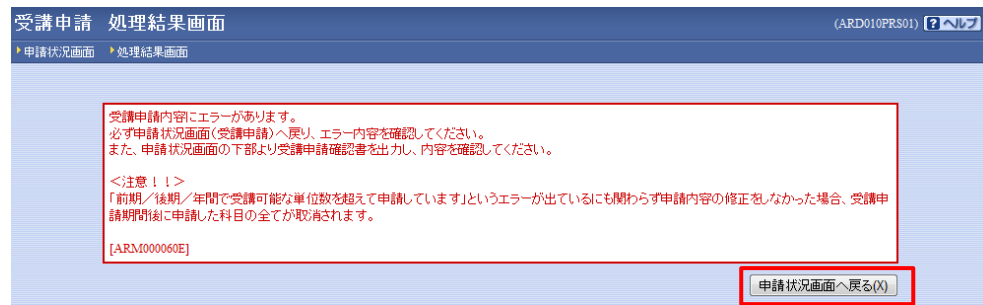 受講申請 処理結果画面 (ARD010PRS01) ? ヘルプ
申請状況画面 処理結果画面
受講申請内容にエラーがあります。
必ず申請状況画面(受講申請)へ戻り、エラー内容を確認してください。
また、申請状況画面の下部より受講申請確認書を出力し、内容を確認してください。
<注意！！>
「前期／後期／年間で受講可能な単位数を超えて申請しています」というエラーが出ているにも関わらず申請内容の修正をしなかった場合、受講申
請期間後に申請した科目の全てが取消されます。
[ARM000060E]
申請状況画面へ戻る(X)